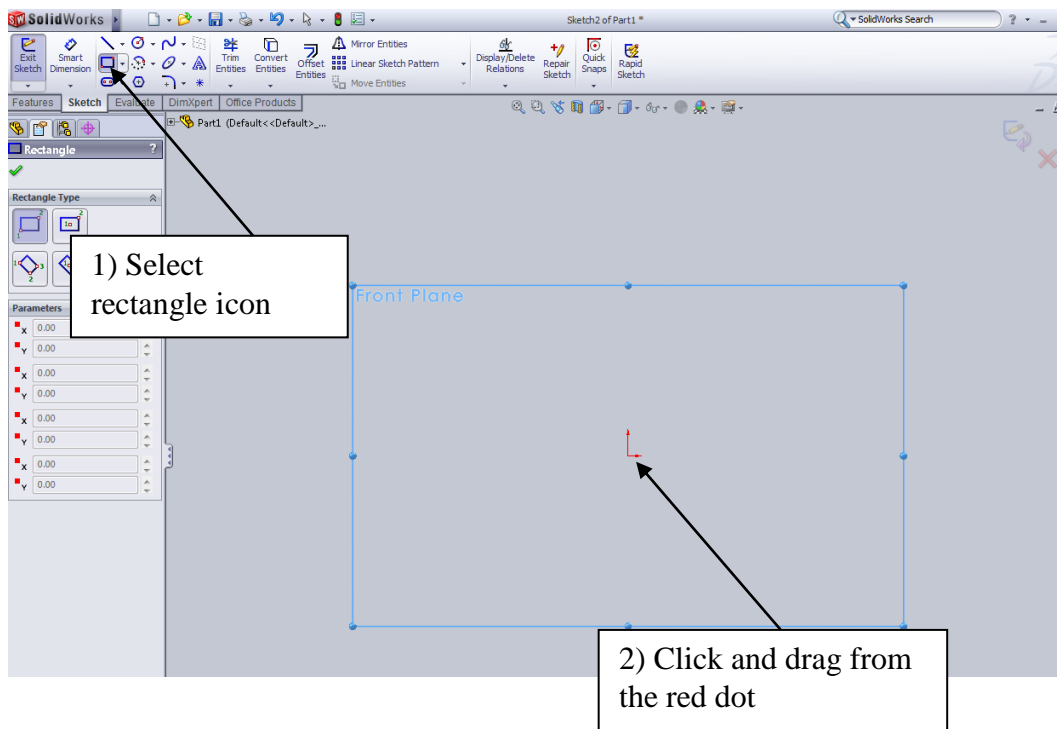 SolidWorks
Sketch2 of Part1 *
SolidWorks Search
?
Exit Sketch
Smart Dimension
Trim Entities
Convert Entities
Offset Entities
Mirror Entities
Linear Sketch Pattern
Move Entities
Display/Delete Relations
Repair Sketch
Quick Snaps
Rapid Sketch
Features
Sketch
Evaluate
DimXpert
Office Products
Part1 (Default<<Default>_...
Rectangle
?
Rectangle Type
Parameters
X 0.00
Y 0.00
X 0.00
Y 0.00
X 0.00
Y 0.00
X 0.00
Y 0.00
1) Select
rectangle icon
Front Plane
2) Click and drag from
the red dot